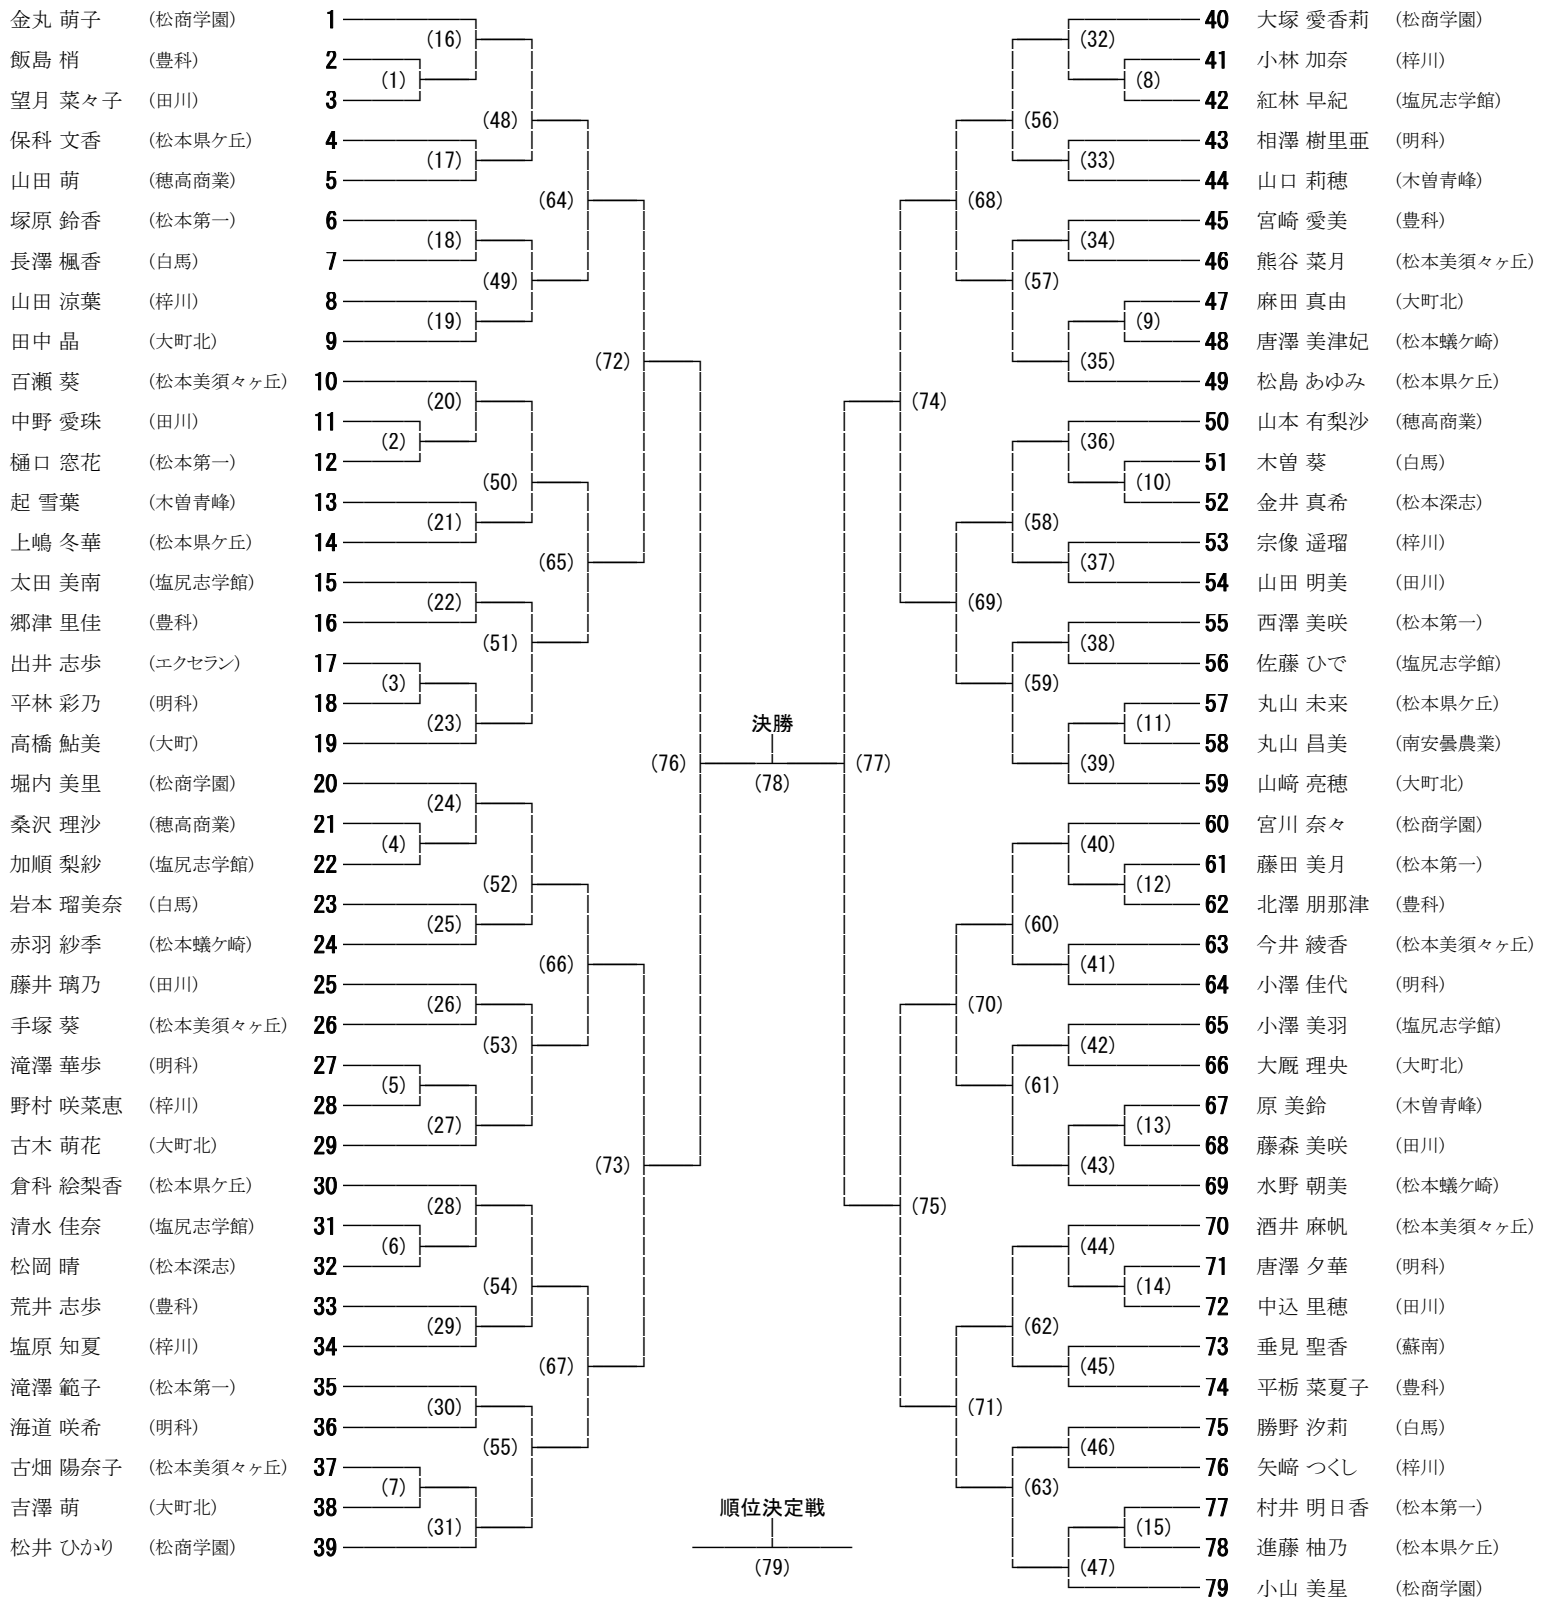 金丸 萌子 (松商学園) 1
飯島 梢 (豊科) 2
望月 菜々子 (田川) 3
保科 文香 (松本県ケ丘) 4
山田 萌 (穂高商業) 5
塚原 鈴香 (松本第一) 6
長澤 楓香 (白馬) 7
山田 涼葉 (梓川) 8
田中 晶 (大町北) 9
百瀬 葵 (松本美須々ヶ丘) 10
中野 愛珠 (田川) 11
樋口 窓花 (松本第一) 12
起 雪葉 (木曽青峰) 13
上嶋 冬華 (松本県ケ丘) 14
太田 美南 (塩尻志学館) 15
郷津 里佳 (豊科) 16
出井 志歩 (エクセラン) 17
平林 彩乃 (明科) 18
高橋 鮎美 (大町) 19
堀内 美里 (松商学園) 20
桑沢 理沙 (穂高商業) 21
加順 梨紗 (塩尻志学館) 22
岩本 瑠美奈 (白馬) 23
赤羽 紗季 (松本蟻ケ崎) 24
藤井 璃乃 (田川) 25
手塚 葵 (松本美須々ヶ丘) 26
滝澤 華歩 (明科) 27
野村 咲菜恵 (梓川) 28
古木 萌花 (大町北) 29
倉科 絵梨香 (松本県ケ丘) 30
清水 佳奈 (塩尻志学館) 31
松岡 晴 (松本深志) 32
荒井 志歩 (豊科) 33
塩原 知夏 (梓川) 34
滝澤 範子 (松本第一) 35
海道 咲希 (明科) 36
古畑 陽奈子 (松本美須々ヶ丘) 37
吉澤 萌 (大町北) 38
松井 ひかり (松商学園) 39
(1)
(2)
(3)
(4)
(5)
(6)
(7)
(16)
(17)
(18)
(19)
(20)
(21)
(22)
(23)
(24)
(25)
(26)
(27)
(28)
(29)
(30)
(31)
(48)
(49)
(50)
(51)
(52)
(53)
(54)
(55)
(64)
(65)
(66)
(67)
(72)
(73)
(76)
決勝
(78)
順位決定戦
(79)
(77)
(74)
(75)
(68)
(69)
(70)
(71)
(56)
(57)
(58)
(59)
(60)
(61)
(62)
(63)
(32)
(33)
(34)
(35)
(36)
(37)
(38)
(39)
(40)
(41)
(42)
(43)
(44)
(45)
(46)
(47)
(8)
(9)
(10)
(11)
(12)
(13)
(14)
(15)
40 大塚 愛香莉 (松商学園)
41 小林 加奈 (梓川)
42 紅林 早紀 (塩尻志学館)
43 相澤 樹里亜 (明科)
44 山口 莉穂 (木曽青峰)
45 宮崎 愛美 (豊科)
46 熊谷 菜月 (松本美須々ヶ丘)
47 麻田 真由 (大町北)
48 唐澤 美津妃 (松本蟻ケ崎)
49 松島 あゆみ (松本県ケ丘)
50 山本 有梨沙 (穂高商業)
51 木曽 葵 (白馬)
52 金井 真希 (松本深志)
53 宗像 遥瑠 (梓川)
54 山田 明美 (田川)
55 西澤 美咲 (松本第一)
56 佐藤 ひで (塩尻志学館)
57 丸山 未来 (松本県ケ丘)
58 丸山 昌美 (南安曇農業)
59 山﨑 亮穂 (大町北)
60 宮川 奈々 (松商学園)
61 藤田 美月 (松本第一)
62 北澤 朋那津 (豊科)
63 今井 綾香 (松本美須々ヶ丘)
64 小澤 佳代 (明科)
65 小澤 美羽 (塩尻志学館)
66 大厩 理央 (大町北)
67 原 美鈴 (木曽青峰)
68 藤森 美咲 (田川)
69 水野 朝美 (松本蟻ケ崎)
70 酒井 麻帆 (松本美須々ヶ丘)
71 唐澤 夕華 (明科)
72 中込 里穂 (田川)
73 垂見 聖香 (蘇南)
74 平栃 菜夏子 (豊科)
75 勝野 汐莉 (白馬)
76 矢﨑 つくし (梓川)
77 村井 明日香 (松本第一)
78 進藤 柚乃 (松本県ケ丘)
79 小山 美星 (松商学園)